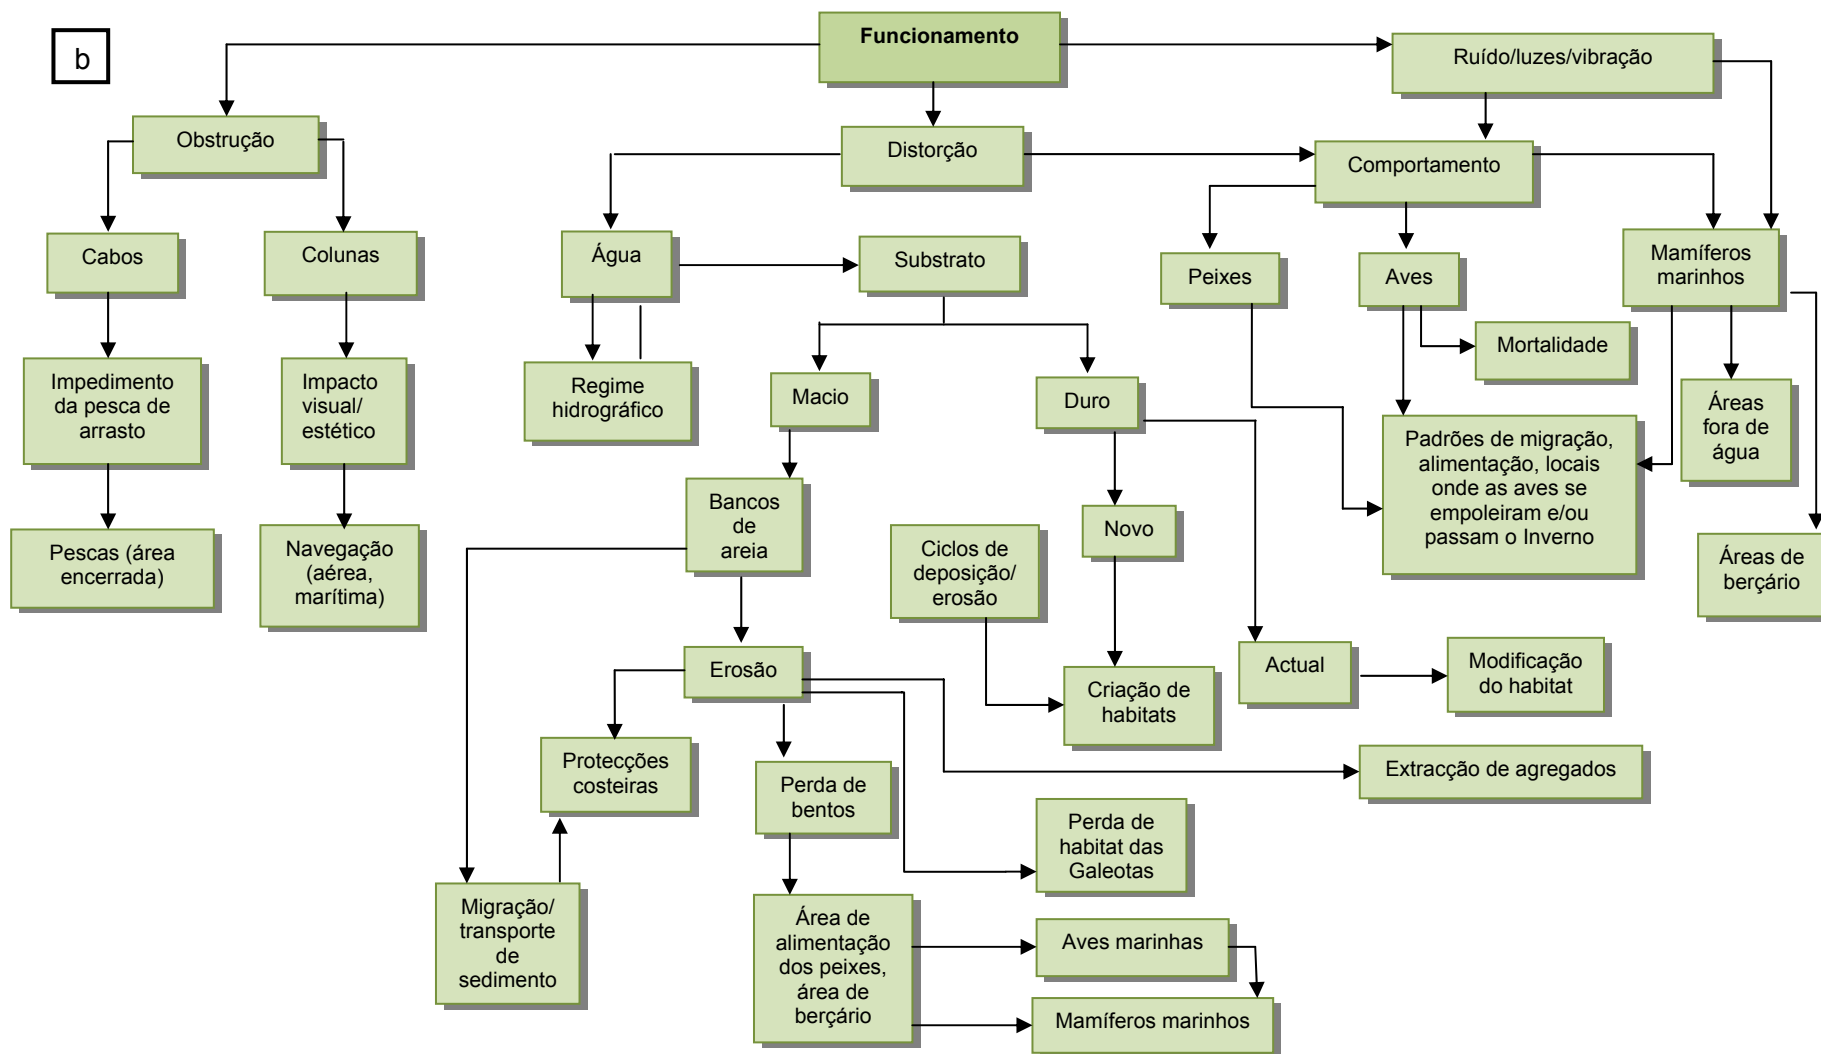 b
Funcionamento
Ruído/luzes/vibração
Obstrução
Distorção
Comportamento
Cabos
Colunas
Água
Substrato
Peixes
Aves
Mamíferos
marinhos
Mortalidade
Impedimento
da pesca de
arrasto
Impacto
visual/
estético
Regime
hidrográfico
Macio
Duro
Padrões de migração,
alimentação, locais
onde as aves se
empoleiram e/ou
passam o Inverno
Áreas
fora de
água
Pescas (área
encerrada)
Navegação
(aérea,
marítima)
Bancos
de
areia
Ciclos de
deposição/
erosão
Novo
Áreas de
berçário
Erosão
Criação de
habitats
Actual
Modificação
do habitat
Protecções
costeiras
Perda de
bentos
Extracção de agregados
Perda de
habitat das
Galeotas
Migração/
transporte
de
sedimento
Área de
alimentação
dos peixes,
área de
berçário
Aves marinhas
Mamíferos marinhos